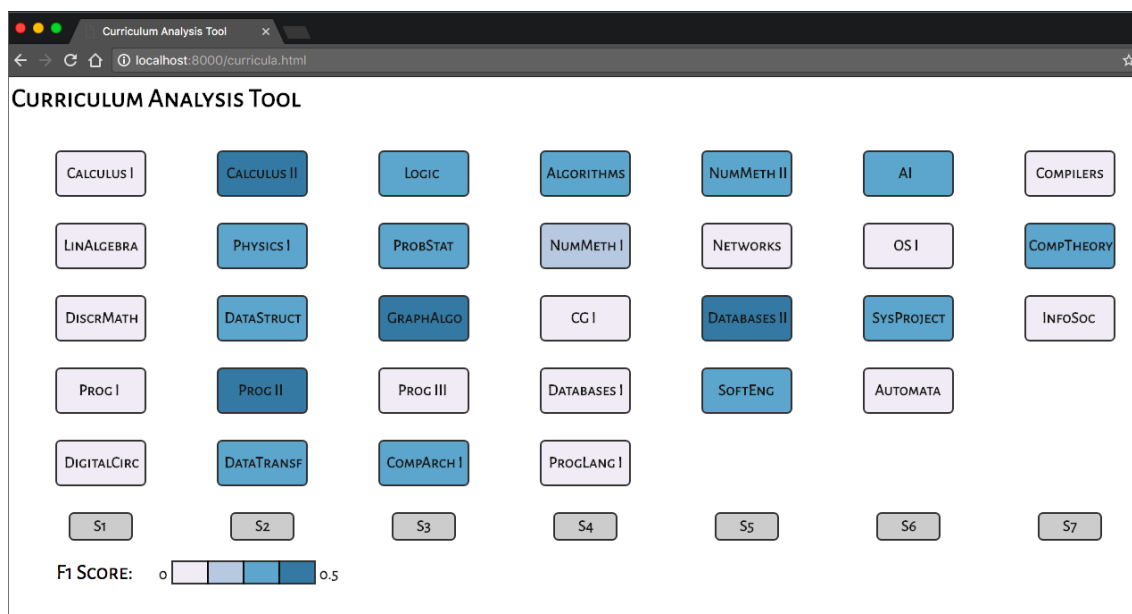 Curriculum Analysis Tool
localhost:8000/curricula.html
Curriculum Analysis Tool
Calculus I Calculus II Logic Algorithms NumMeth II AI Compilers
LinAlgebra Physics I ProbStat NumMeth I Networks OS I CompTheory
DiscrMath DataStruct GraphAlgo CG I Databases II SysProject InfoSoc
Prog I Prog II Prog III Databases I SoftEng Automata
DigitalCirc DataTransf CompArch I ProgLang I
S1 S2 S3 S4 S5 S6 S7
F1 Score: 0 0.5